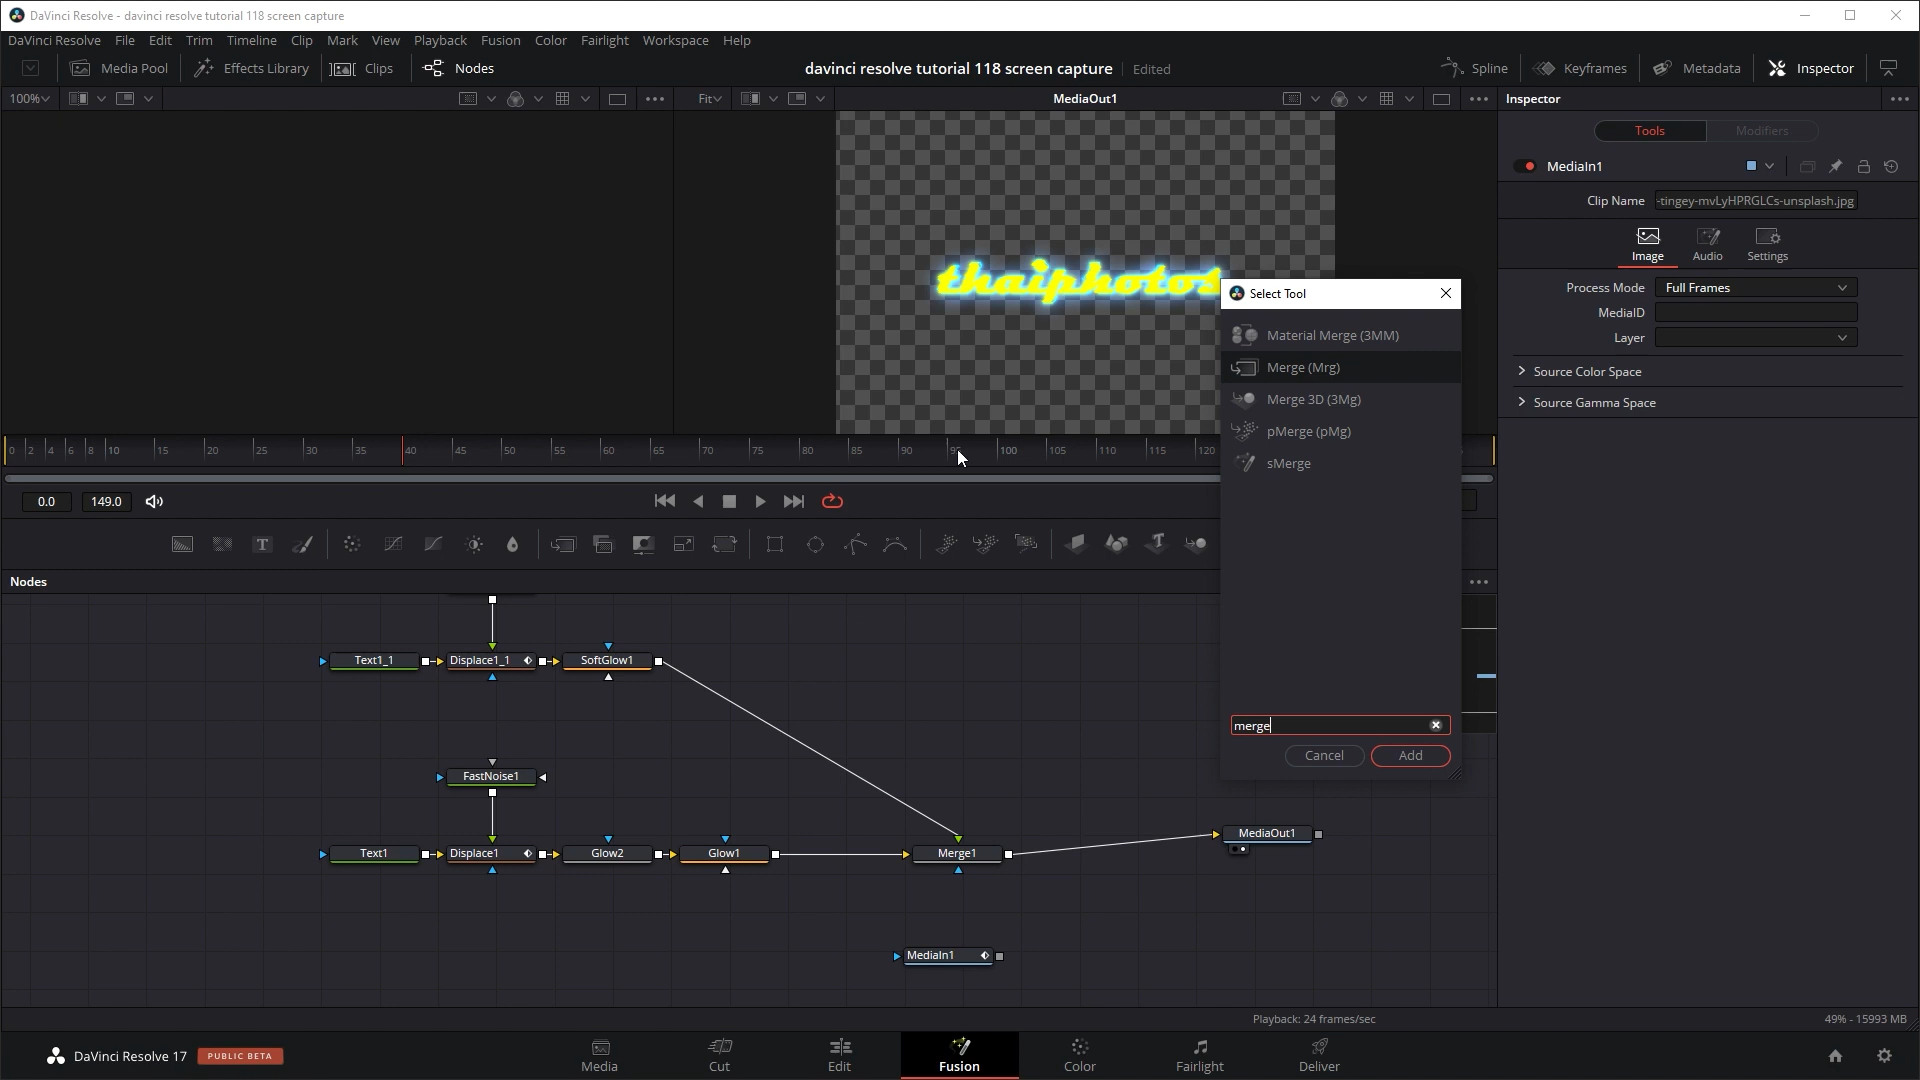 DaVinci Resolve - davinci resolve tutorial 118 screen capture
DaVinci Resolve File Edit Trim Timeline Clip Mark View Playback Fusion Color Fairlight Workspace Help
Media Pool Effects Library Clips Nodes davinci resolve tutorial 118 screen capture Edited Spline Keyframes Metadata Inspector
100% Fit MediaOut1 Inspector
Tools Modifiers
MediaIn1
Clip Name -tingey-mvLyHPRGLCs-unsplash.jpg
Image Audio Settings
Process Mode Full Frames
MediaID
Layer
Source Color Space
Source Gamma Space
thaiphotos
Select Tool
Material Merge (3MM)
Merge (Mrg)
Merge 3D (3Mg)
pMerge (pMg)
sMerge
merge
Cancel Add
0 2 4 6 8 10 15 20 25 30 35 40 45 50 55 60 65 70 75 80 85 90 100 105 110 115 120
0.0 149.0
Nodes
Text1_1 Displace1_1 SoftGlow1
FastNoise1
MediaOut1
Text1 Displace1 Glow2 Glow1 Merge1
MediaIn1
Playback: 24 frames/sec 49% - 15993 MB
DaVinci Resolve 17 PUBLIC BETA Media Cut Edit Fusion Color Fairlight Deliver